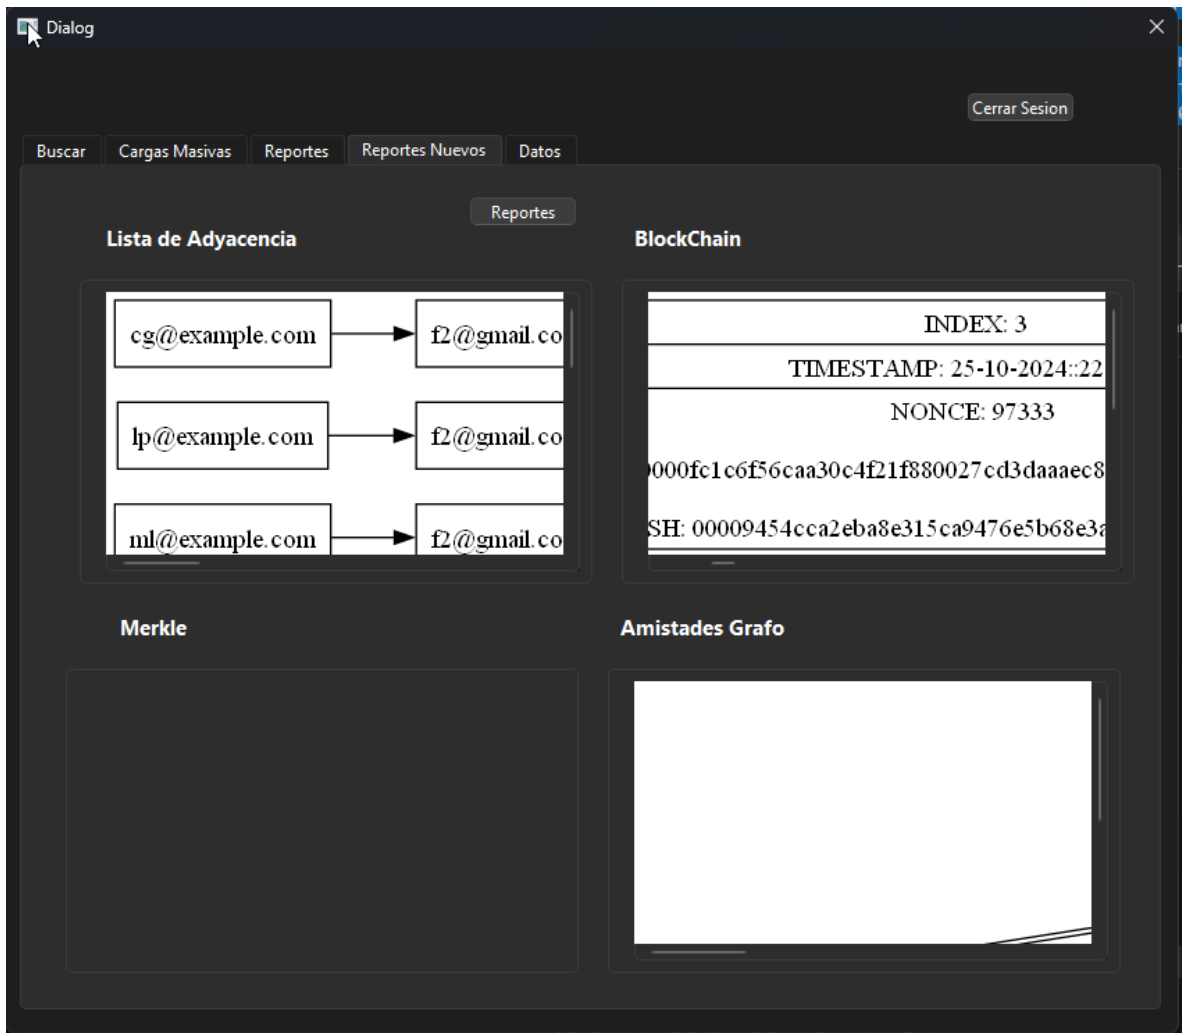 Dialog
Cerrar Sesion
Buscar Cargas Masivas Reportes Reportes Nuevos Datos
Reportes
Lista de Adyacencia
BlockChain
cg@example.com f2@gmail.co
lp@example.com f2@gmail.co
ml@example.com f2@gmail.co
INDEX: 3
TIMESTAMP: 25-10-2024::22
NONCE: 97333
0000fc1c6f56caa30c4f21f880027cd3daaaec8
SH: 00009454cca2eba8e315ca9476e5b68e3a
Merkle
Amistades Grafo